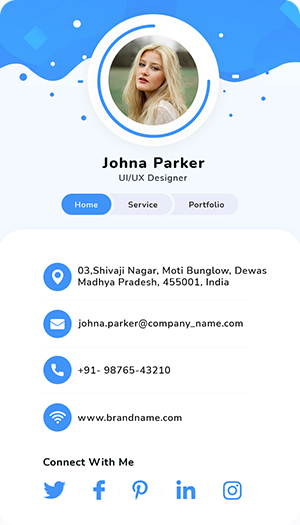 Johna Parker
UI/UX Designer
Home Service Portfolio
03,Shivaji Nagar, Moti Bunglow, Dewas
Madhya Pradesh, 455001, India
johna.parker@company_name.com
+91- 98765-43210
www.brandname.com
Connect With Me